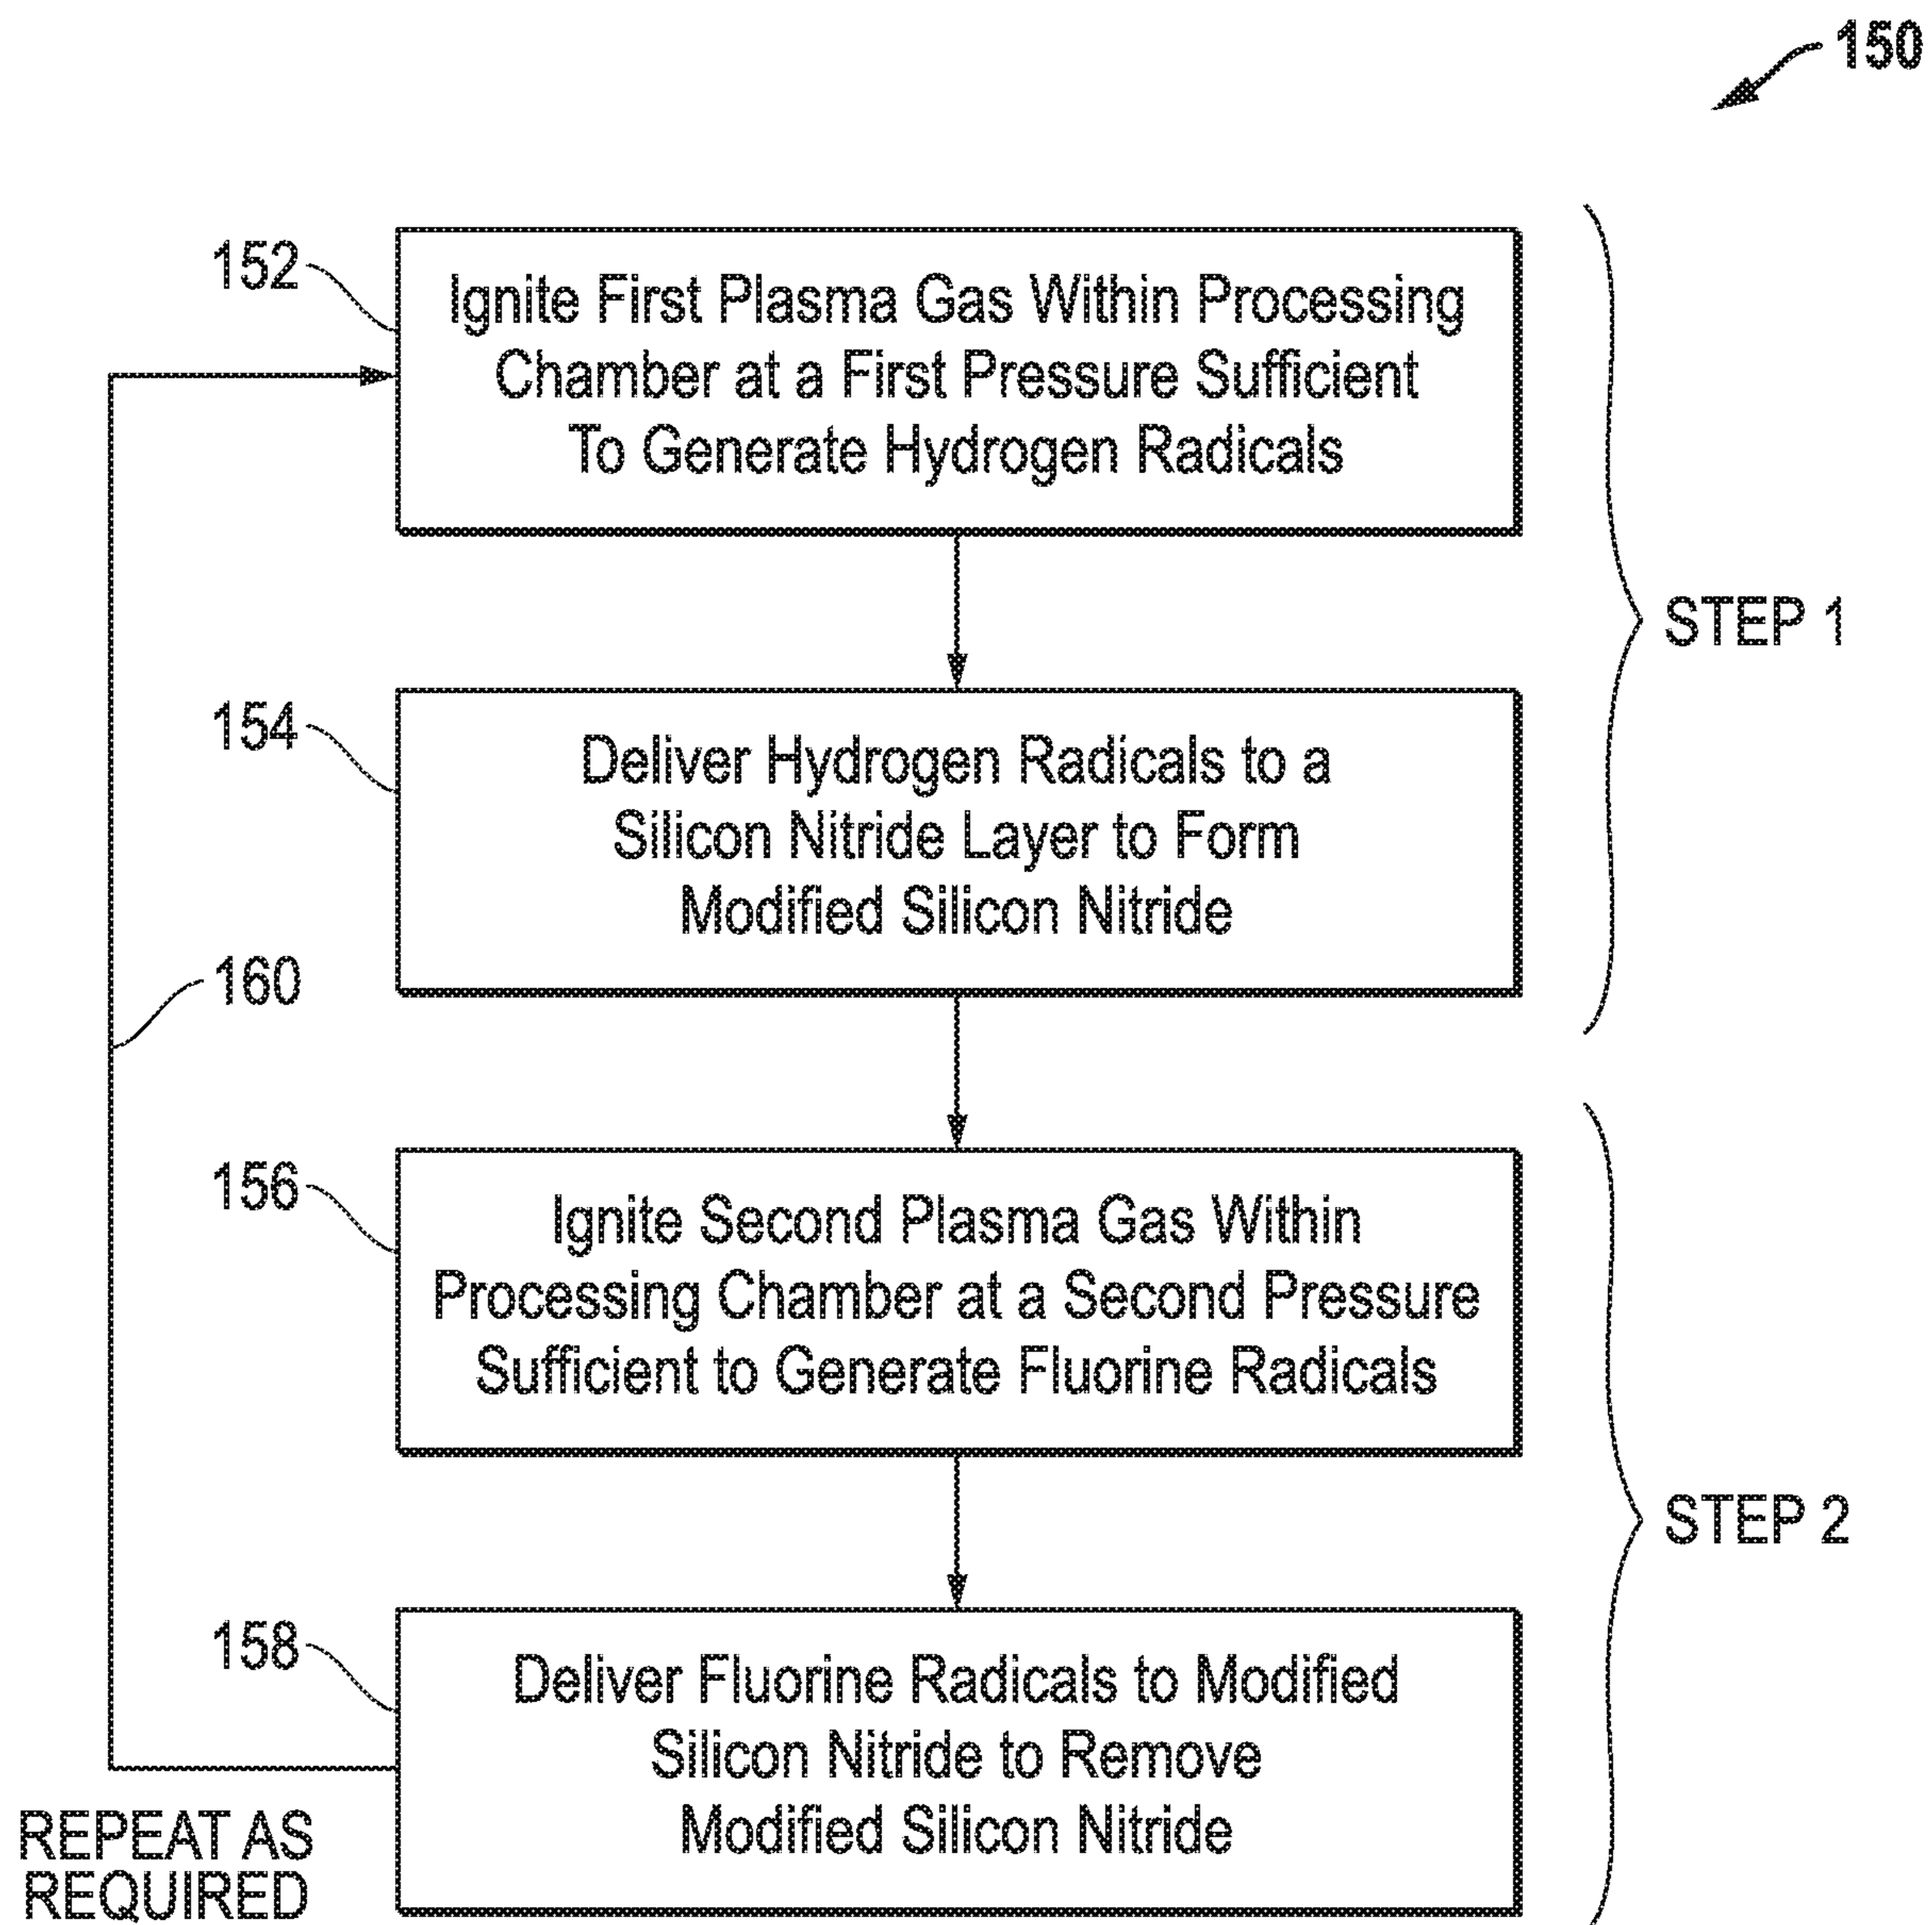 150
152
Ignite First Plasma Gas Within Processing
Chamber at a First Pressure Sufficient
To Generate Hydrogen Radicals
STEP 1
154
Deliver Hydrogen Radicals to a
Silicon Nitride Layer to Form
Modified Silicon Nitride
160
156
Ignite Second Plasma Gas Within
Processing Chamber at a Second Pressure
Sufficient to Generate Fluorine Radicals
STEP 2
158
Deliver Fluorine Radicals to Modified
Silicon Nitride to Remove
Modified Silicon Nitride
REPEAT AS
REQUIRED